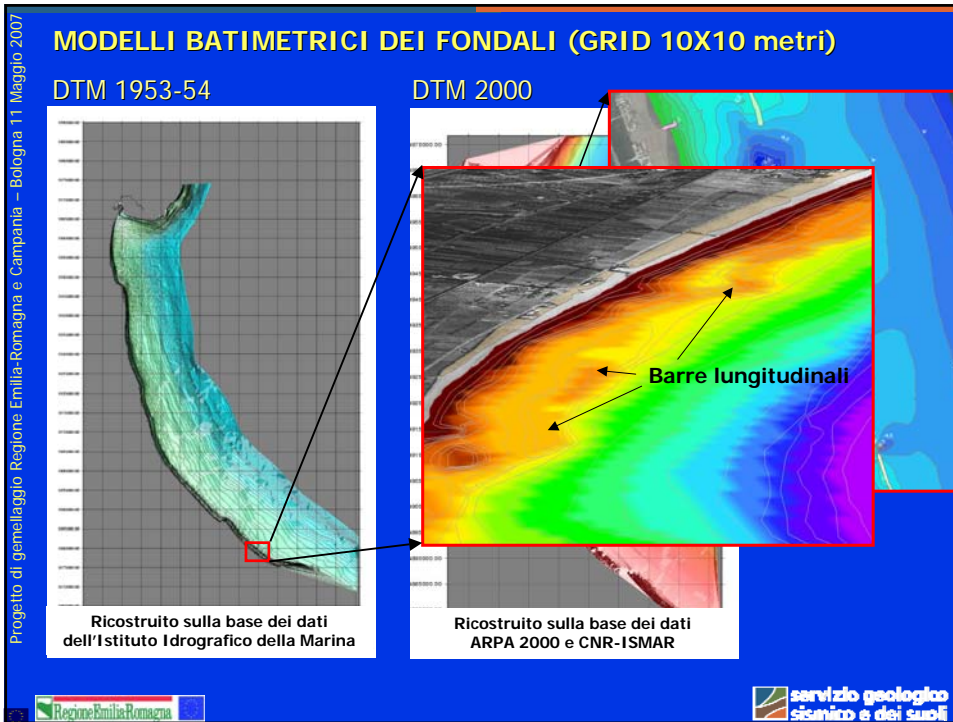 Progetto di gemellaggio Regione Emilia-Romagna e Campania – Bologna 11 Maggio 2007
MODELLI BATIMETRICI DEI FONDALI (GRID 10X10 metri)
DTM 1953-54
DTM 2000
Barre lungitudinali
Ricostruito sulla base dei dati
dell'Istituto Idrografico della Marina
Ricostruito sulla base dei dati
ARPA 2000 e CNR-ISMAR
RegioneEmiliaRomagna
servizio geologico
sismico e dei suoli